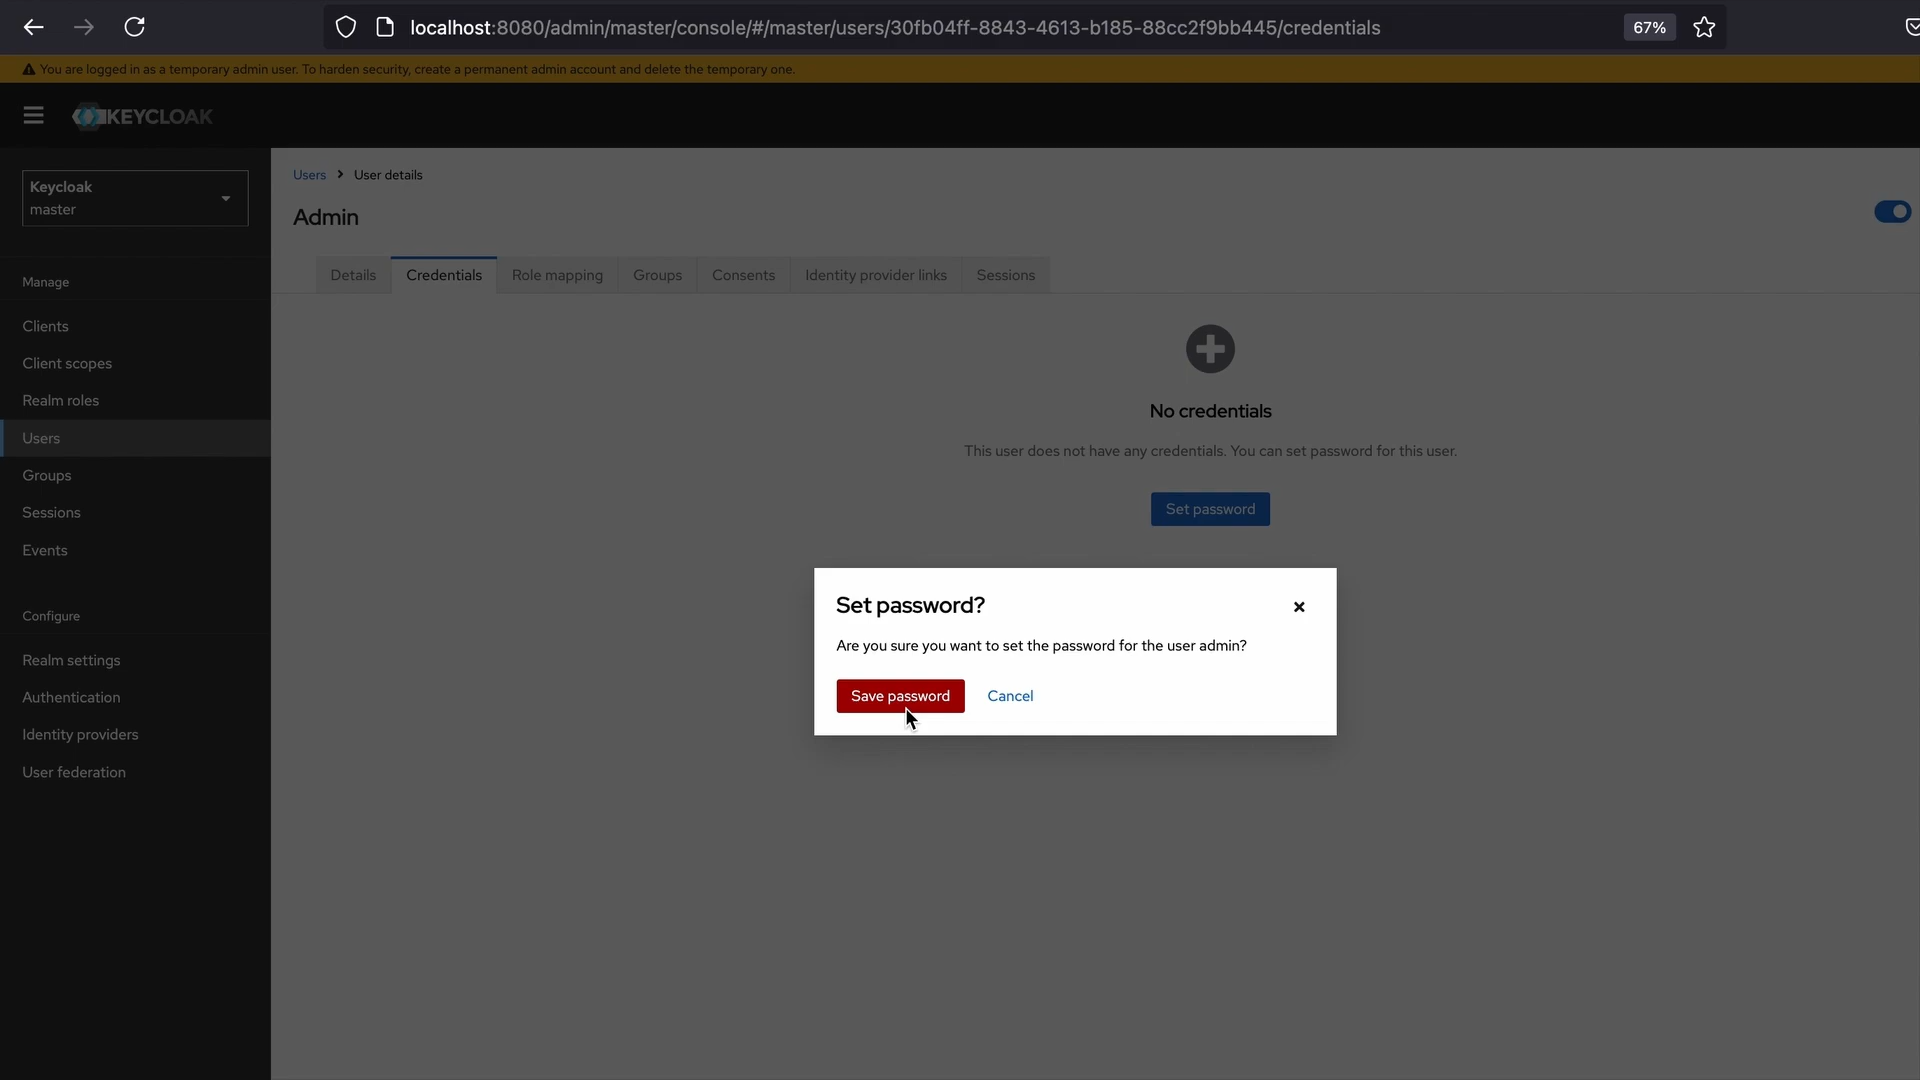 localhost:8080/admin/master/console/#/master/users/30fb04ff-8843-4613-b185-88cc2f9bb445/credentials
67%
You are logged in as a temporary admin user. To harden security, create a permanent admin account and delete the temporary one.
KEYCLOAK
Keycloak
master
Manage
Clients
Client scopes
Realm roles
Users
Groups
Sessions
Events
Configure
Realm settings
Authentication
Identity providers
User federation
Users > User details
Admin
Details Credentials Role mapping Groups Consents Identity provider links Sessions
No credentials
This user does not have any credentials. You can set password for this user.
Set password
Set password?
Are you sure you want to set the password for the user admin?
Save password Cancel